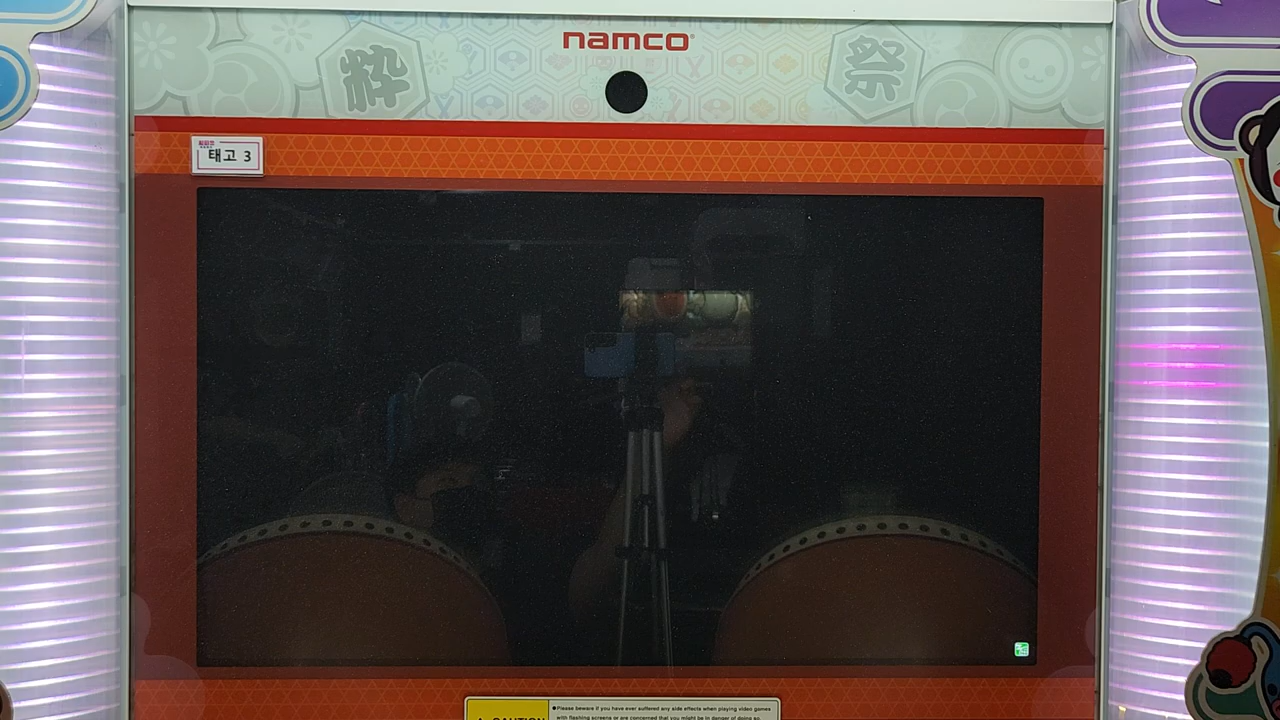 namco
粋
祭
태고 3
CAUTION
●Please beware if you have ever suffered any side effects when playing video games
with flashing screens or are concerned that you might be in danger of doing so.